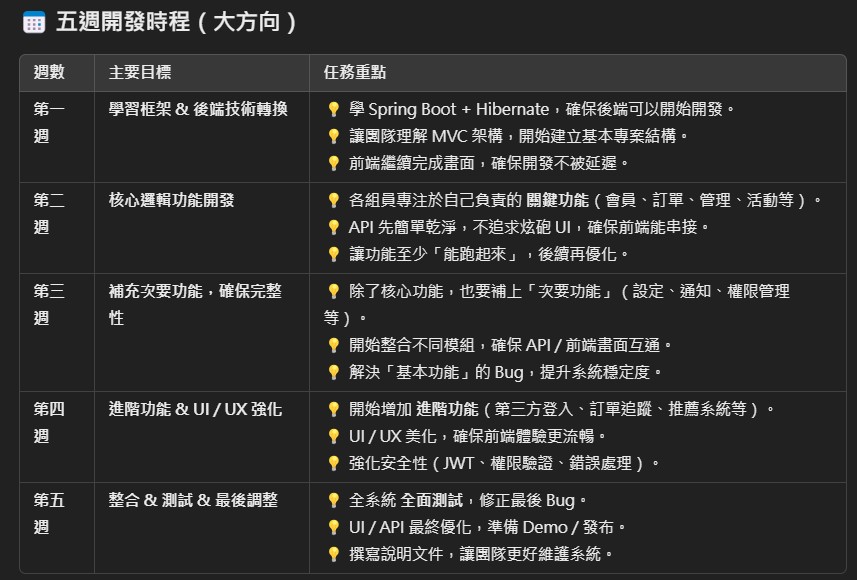 五週開發時程（大方向）
週數 主要目標 任務重點
第一週 學習框架 & 後端技術轉換
💡 學 Spring Boot + Hibernate，確保後端可以開始開發。
💡 讓團隊理解 MVC 架構，開始建立基本專案結構。
💡 前端繼續完成畫面，確保開發不被延遲。
第二週 核心邏輯功能開發
💡 各組員專注於自己負責的 關鍵功能（會員、訂單、管理、活動等）。
💡 API 先簡單乾淨，不追求炫砲 UI，確保前端能串接。
💡 讓功能至少「能跑起來」，後續再優化。
第三週 補充次要功能，確保完整性
💡 除了核心功能，也要補上「次要功能」（設定、通知、權限管理
等）。
💡 開始整合不同模組，確保 API / 前端畫面互通。
💡 解決「基本功能」的 Bug，提升系統穩定度。
第四週 進階功能 & UI / UX 強化
💡 開始增加 進階功能（第三方登入、訂單追蹤、推薦系統等）。
💡 UI / UX 美化，確保前端體驗更流暢。
💡 強化安全性（JWT、權限驗證、錯誤處理）。
第五週 整合 & 測試 & 最後調整
💡 全系統 全面測試，修正最後 Bug。
💡 UI / API 最終優化，準備 Demo / 發布。
💡 撰寫說明文件，讓團隊更好維護系統。